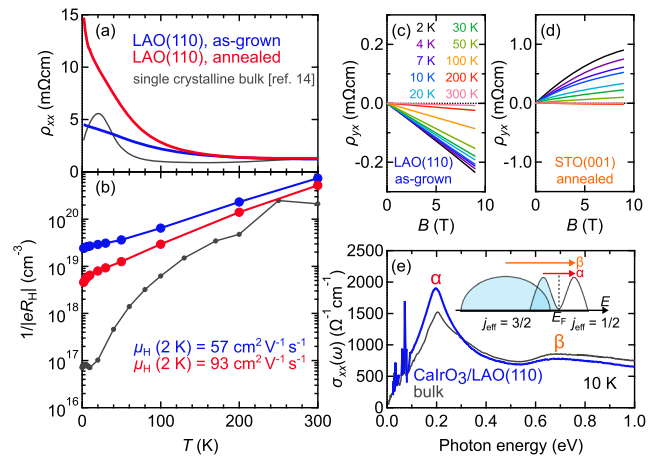 (a)
LAO(110), as-grown
LAO(110), annealed
single crystalline bulk [ref. 14]
ρxx (mΩcm)
15
10
5
0
(b)
1/|eRH| (cm⁻³)
10²⁰
10¹⁹
10¹⁸
10¹⁷
10¹⁶
μH (2 K) = 57 cm² V⁻¹ s⁻¹
μH (2 K) = 93 cm² V⁻¹ s⁻¹
0 100 200 300
T (K)
(c)
ρyx (mΩcm)
0.2
0.0
-0.2
2 K 30 K
4 K 50 K
7 K 100 K
10 K 200 K
20 K 300 K
LAO(110)
as-grown
0 5 10
B (T)
(d)
ρyx (mΩcm)
1.0
0.0
-1.0
STO(001)
annealed
0 5 10
B (T)
(e)
σxx(ω) (Ω⁻¹ cm⁻¹)
2500
2000
1500
1000
500
0
α
β
α
E
EF
jeff = 3/2 jeff = 1/2
β
CaIrO₃/LAO(110)
bulk
10 K
0.0 0.2 0.4 0.6 0.8 1.0
Photon energy (eV)